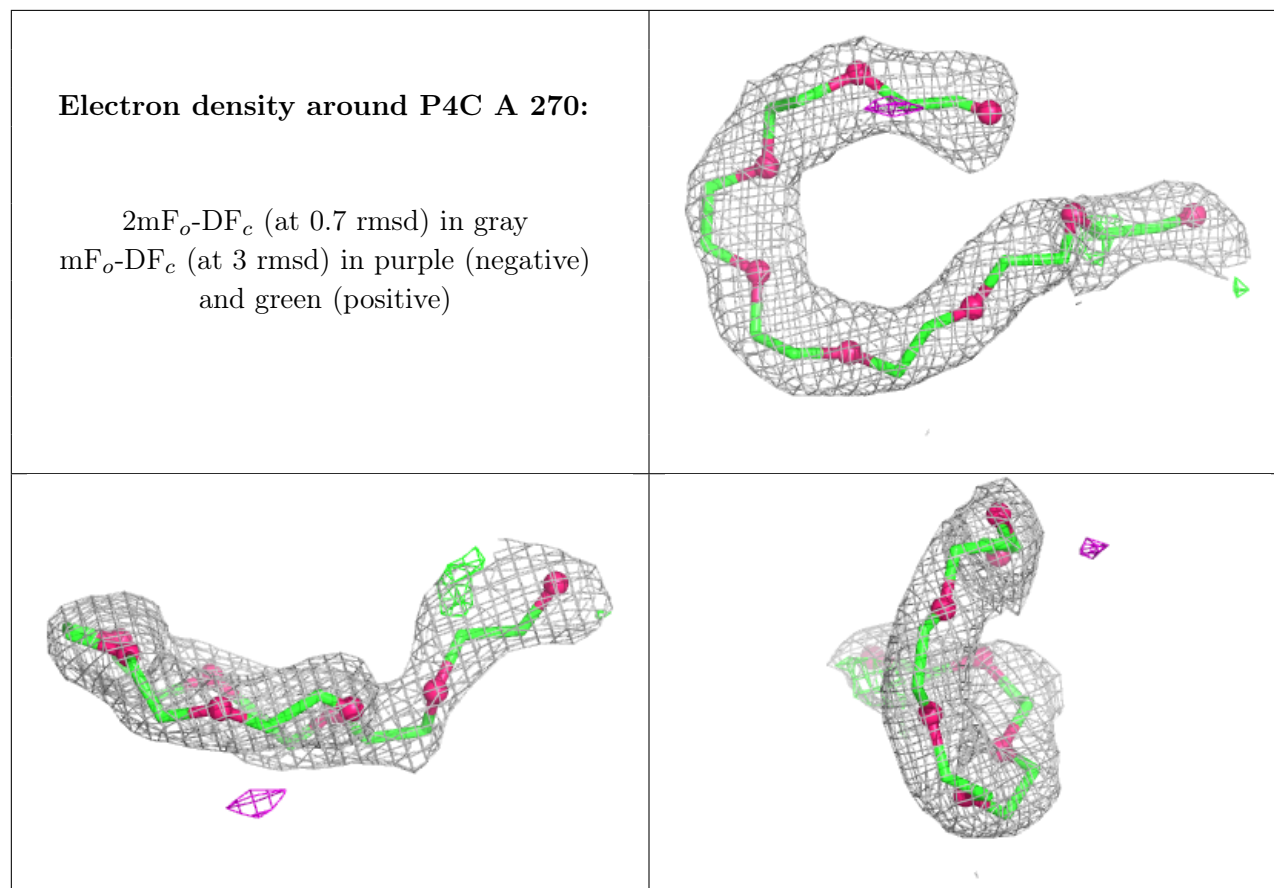 Electron density around P4C A 270:
2mFo-DFc (at 0.7 rmsd) in gray
mFo-DFc (at 3 rmsd) in purple (negative)
and green (positive)